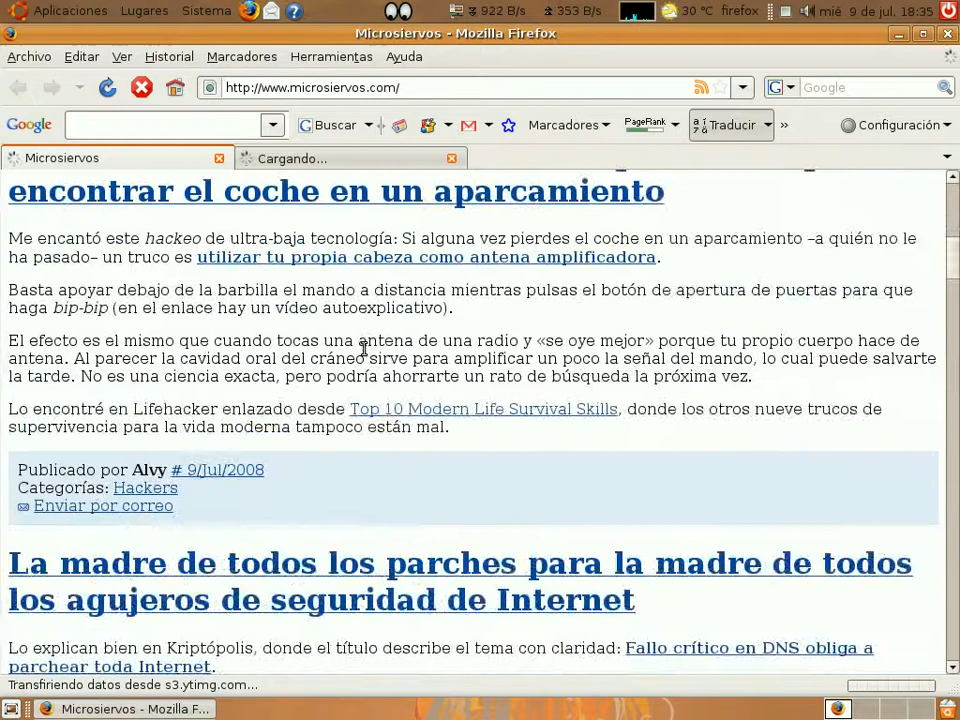 Aplicaciones Lugares Sistema 922 B/s 353 B/s 30 °C firefox mié 9 de jul. 18:35
Microsiervos - Mozilla Firefox
Archivo Editar Ver Historial Marcadores Herramientas Ayuda
http://www.microsiervos.com/ G Google
Google G Buscar Marcadores PageRank Traducir » Configuración
Microsiervos Cargando...
encontrar el coche en un aparcamiento
Me encantó este hackeo de ultra-baja tecnología: Si alguna vez pierdes el coche en un aparcamiento –a quién no le
ha pasado– un truco es utilizar tu propia cabeza como antena amplificadora.
Basta apoyar debajo de la barbilla el mando a distancia mientras pulsas el botón de apertura de puertas para que
haga bip-bip (en el enlace hay un vídeo autoexplicativo).
El efecto es el mismo que cuando tocas una antena de una radio y «se oye mejor» porque tu propio cuerpo hace de
antena. Al parecer la cavidad oral del cráneo sirve para amplificar un poco la señal del mando, lo cual puede salvarte
la tarde. No es una ciencia exacta, pero podría ahorrarte un rato de búsqueda la próxima vez.
Lo encontré en Lifehacker enlazado desde Top 10 Modern Life Survival Skills, donde los otros nueve trucos de
supervivencia para la vida moderna tampoco están mal.
Publicado por Alvy # 9/Jul/2008
Categorías: Hackers
Enviar por correo
La madre de todos los parches para la madre de todos
los agujeros de seguridad de Internet
Lo explican bien en Kriptópolis, donde el título describe el tema con claridad: Fallo crítico en DNS obliga a
parchear toda Internet.
Transfiriendo datos desde s3.ytimg.com...
Microsiervos - Mozilla F...